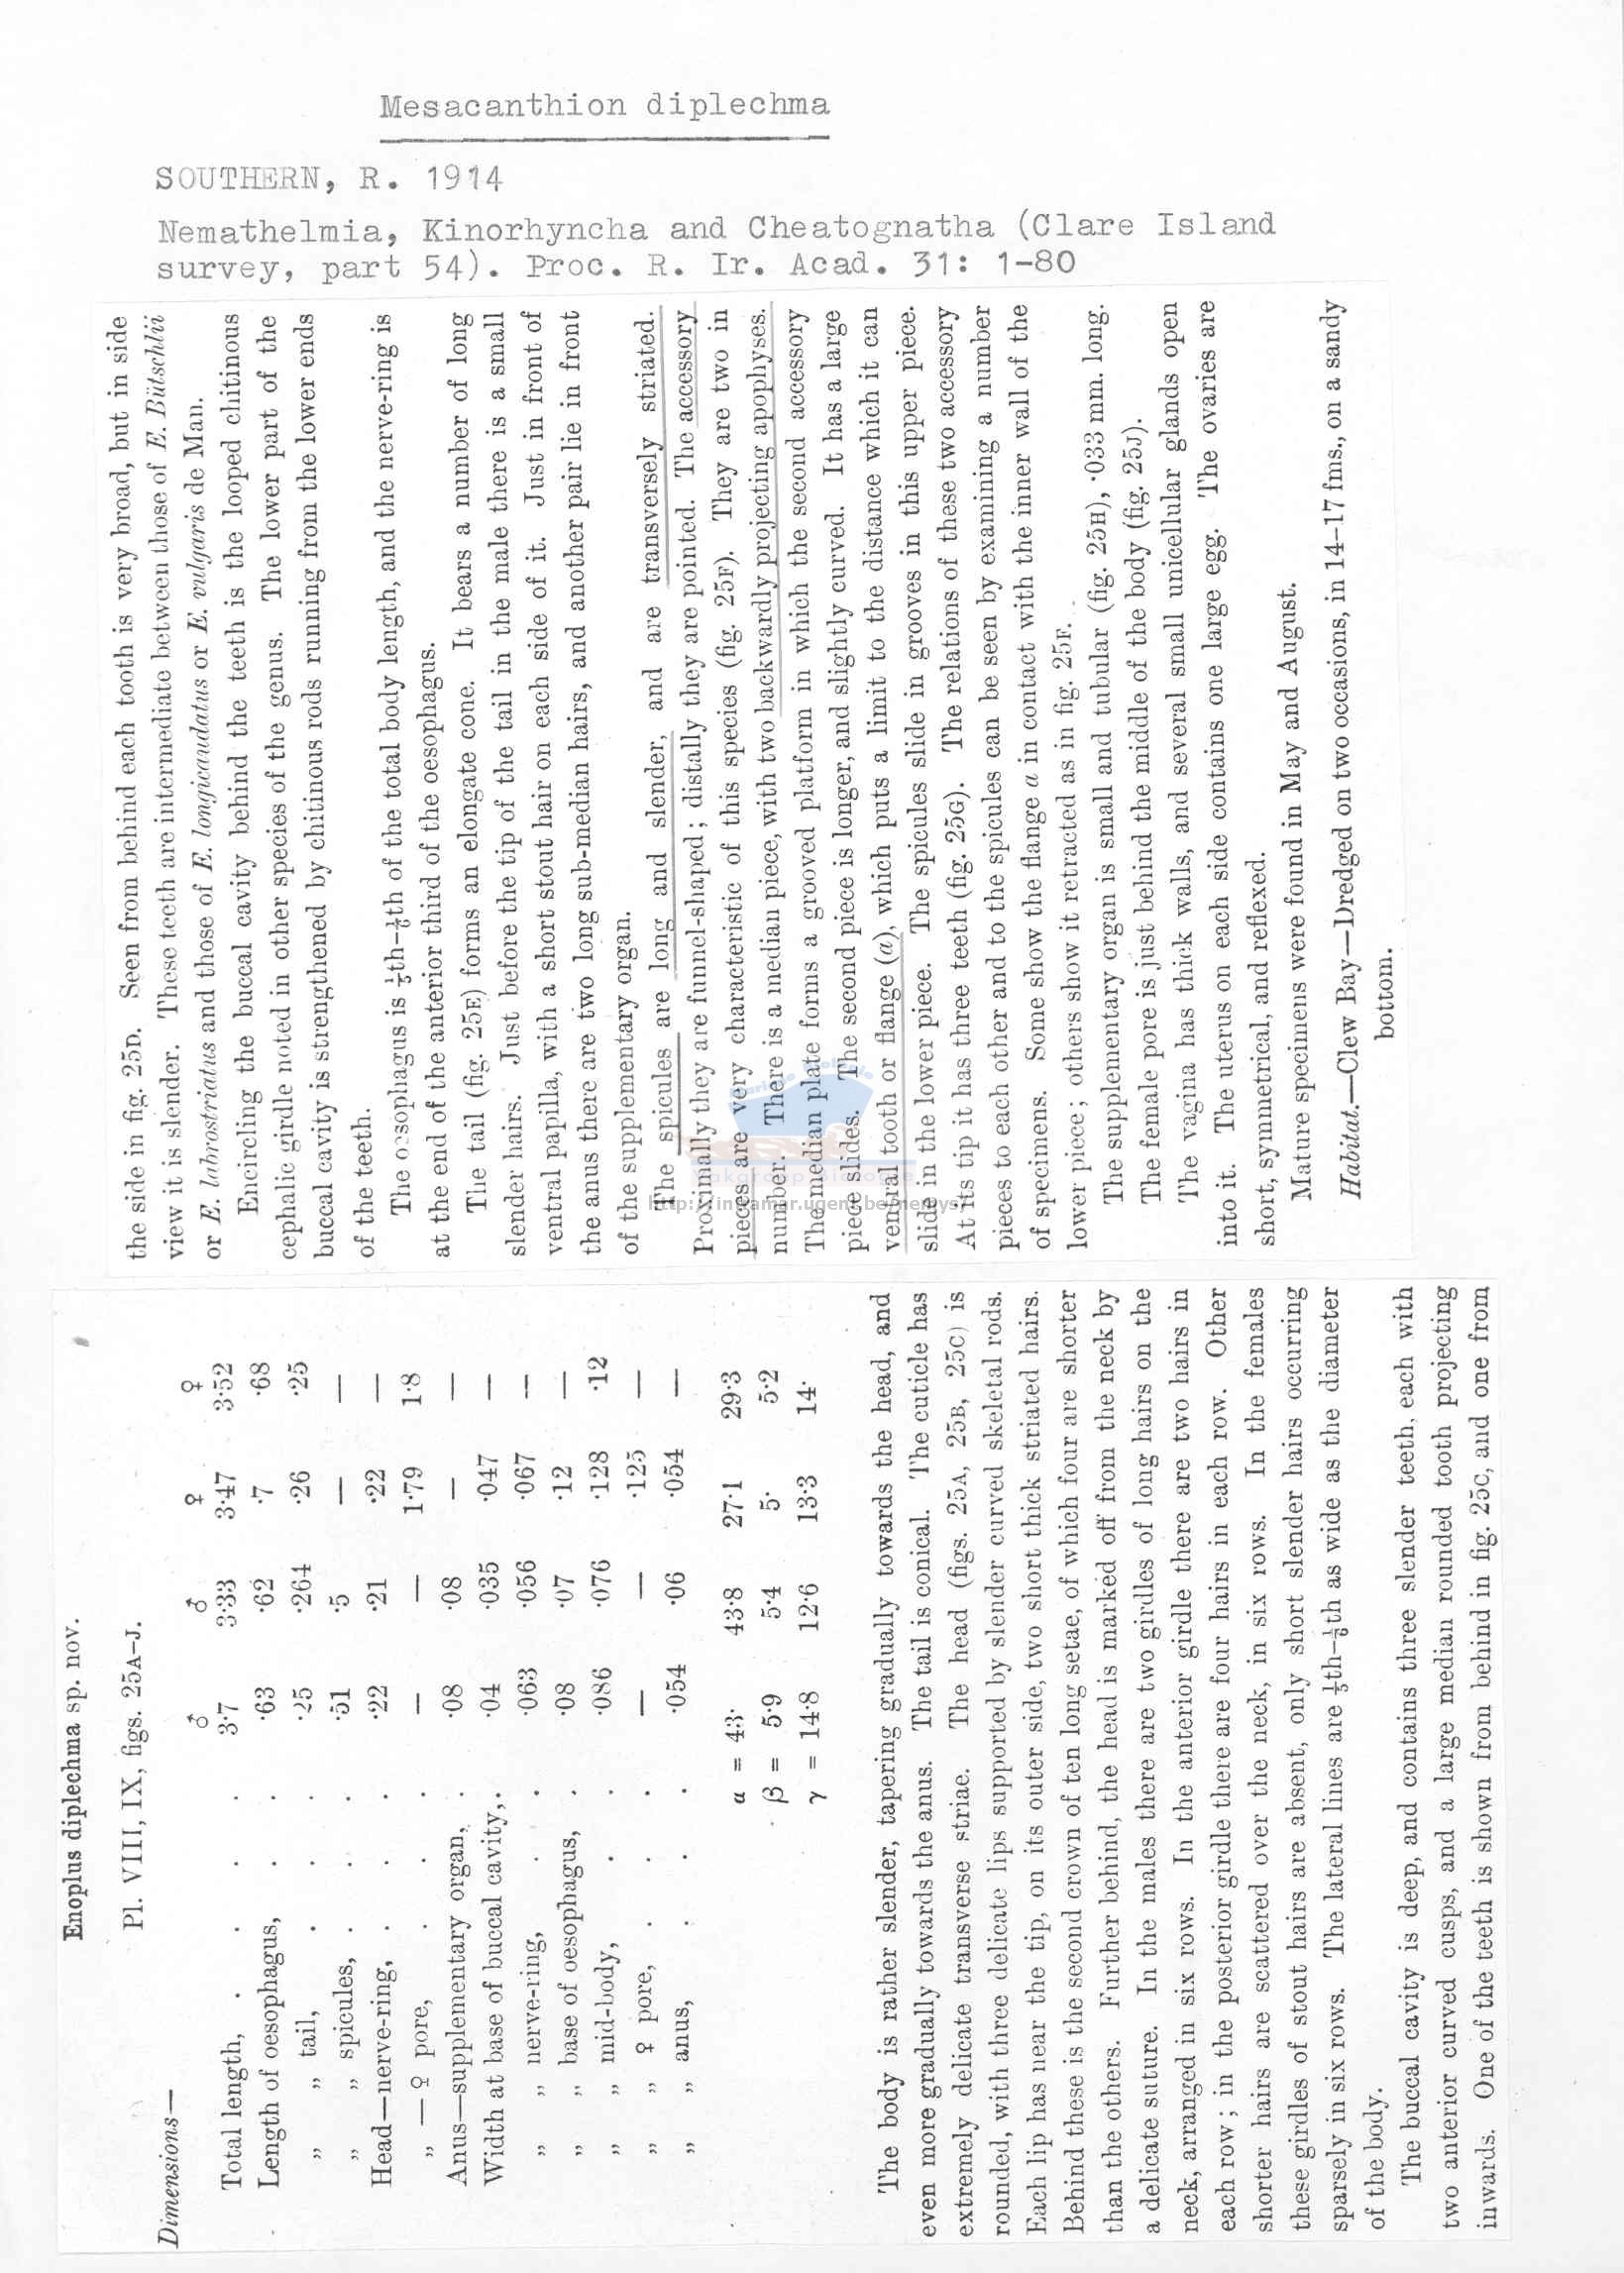 Mesacanthion diplechma
SOUTHERN, R. 1914
Nemathelmia, Kinorhyncha and Cheatognatha (Clare Island
survey, part 54). Proc. R. Ir. Acad. 31: 1-80
Enoplus diplechma sp. nov.
Pl. VIII, IX, figs. 25A–J.
Dimensions—
♂ ♂ ♀ ♀
Total length, . . . 3·7 3·33 3·47 3·52
Length of oesophagus, . . ·63 ·62 ·7 ·68
„ „ tail, . . . ·25 ·264 ·26 ·25
„ „ spicules, . . . ·51 ·5 — —
Head—nerve-ring, . . . ·22 ·21 ·22 —
„ — ♀ pore, . . . — — 1·79 1·8
Anus—supplementary organ, . ·08 ·08 — —
Width at base of buccal cavity, . ·04 ·035 ·047 —
„ „ nerve-ring, . . ·063 ·056 ·067 —
„ „ base of oesophagus, . ·08 ·07 ·12 —
„ „ mid-body, . . ·086 ·076 ·128 ·12
„ „ ♀ pore, . . . — — ·125 —
„ „ anus, . . . ·054 ·06 ·054 —
α = 43· 43·8 27·1 29·3
β = 5·9 5·4 5· 5·2
γ = 14·8 12·6 13·3 14·
The body is rather slender, tapering gradually towards the head, and
even more gradually towards the anus. The tail is conical. The cuticle has
extremely delicate transverse striae. The head (figs. 25A, 25B, 25C) is
rounded, with three delicate lips supported by slender curved skeletal rods.
Each lip has near the tip, on its outer side, two short thick striated hairs.
Behind these is the second crown of ten long setae, of which four are shorter
than the others. Further behind, the head is marked off from the neck by
a delicate suture. In the males there are two girdles of long hairs on the
neck, arranged in six rows. In the anterior girdle there are two hairs in
each row; in the posterior girdle there are four hairs in each row. Other
shorter hairs are scattered over the neck, in six rows. In the females
these girdles of stout hairs are absent, only short slender hairs occurring
sparsely in six rows. The lateral lines are ⅕th–⅙th as wide as the diameter
of the body.
The buccal cavity is deep, and contains three slender teeth, each with
two anterior curved cusps, and a large median rounded tooth projecting
inwards. One of the teeth is shown from behind in fig. 25C, and one from
the side in fig. 25D. Seen from behind each tooth is very broad, but in side
view it is slender. These teeth are intermediate between those of E. Bütschlii
or E. labrostriatus and those of E. longicaudatus or E. vulgaris de Man.
Encircling the buccal cavity behind the teeth is the looped chitinous
cephalic girdle noted in other species of the genus. The lower part of the
buccal cavity is strengthened by chitinous rods running from the lower ends
of the teeth.
The oesophagus is ⅕th–⅙th of the total body length, and the nerve-ring is
at the end of the anterior third of the oesophagus.
The tail (fig. 25E) forms an elongate cone. It bears a number of long
slender hairs. Just before the tip of the tail in the male there is a small
ventral papilla, with a short stout hair on each side of it. Just in front of
the anus there are two long sub-median hairs, and another pair lie in front
of the supplementary organ.
The spicules are long and slender, and are transversely striated.
Proximally they are funnel-shaped; distally they are pointed. The accessory
pieces are very characteristic of this species (fig. 25F). They are two in
number. There is a median piece, with two backwardly projecting apophyses.
The median plate forms a grooved platform in which the second accessory
piece slides. The second piece is longer, and slightly curved. It has a large
ventral tooth or flange (a), which puts a limit to the distance which it can
slide in the lower piece. The spicules slide in grooves in this upper piece.
At its tip it has three teeth (fig. 25G). The relations of these two accessory
pieces to each other and to the spicules can be seen by examining a number
of specimens. Some show the flange a in contact with the inner wall of the
lower piece; others show it retracted as in fig. 25F.
The supplementary organ is small and tubular (fig. 25H), ·033 mm. long.
The female pore is just behind the middle of the body (fig. 25J).
The vagina has thick walls, and several small unicellular glands open
into it. The uterus on each side contains one large egg. The ovaries are
short, symmetrical, and reflexed.
Mature specimens were found in May and August.
Habitat.—Clew Bay—Dredged on two occasions, in 14–17 fms., on a sandy
bottom.